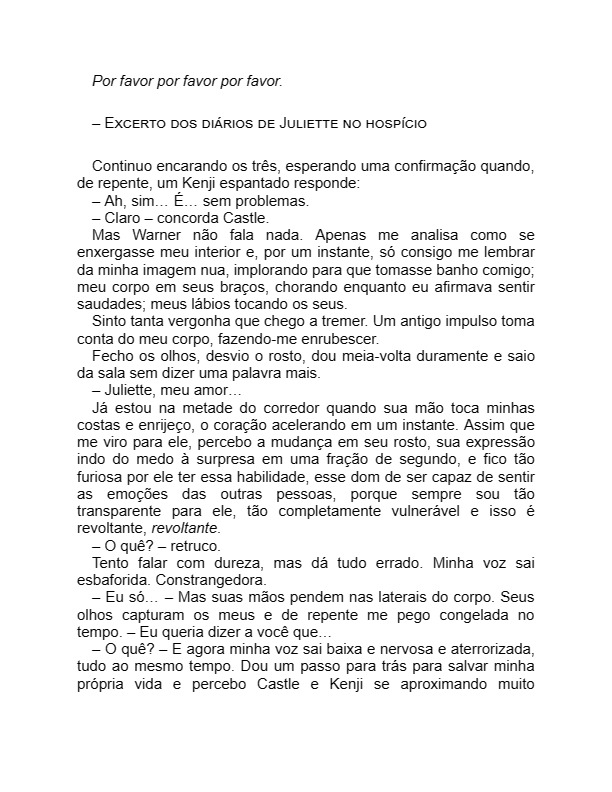 Por favor por favor por favor.
– Excerto dos diários de Juliette no hospício
Continuo encarando os três, esperando uma confirmação quando,
de repente, um Kenji espantado responde:
– Ah, sim… É… sem problemas.
– Claro – concorda Castle.
Mas Warner não fala nada. Apenas me analisa como se
enxergasse meu interior e, por um instante, só consigo me lembrar
da minha imagem nua, implorando para que tomasse banho comigo;
meu corpo em seus braços, chorando enquanto eu afirmava sentir
saudades; meus lábios tocando os seus.
Sinto tanta vergonha que chego a tremer. Um antigo impulso toma
conta do meu corpo, fazendo-me enrubescer.
Fecho os olhos, desvio o rosto, dou meia-volta duramente e saio
da sala sem dizer uma palavra mais.
– Juliette, meu amor…
Já estou na metade do corredor quando sua mão toca minhas
costas e enrijeço, o coração acelerando em um instante. Assim que
me viro para ele, percebo a mudança em seu rosto, sua expressão
indo do medo à surpresa em uma fração de segundo, e fico tão
furiosa por ele ter essa habilidade, esse dom de ser capaz de sentir
as emoções das outras pessoas, porque sempre sou tão
transparente para ele, tão completamente vulnerável e isso é
revoltante, revoltante.
– O quê? – retruco.
Tento falar com dureza, mas dá tudo errado. Minha voz sai
esbaforida. Constrangedora.
– Eu só… – Mas suas mãos pendem nas laterais do corpo. Seus
olhos capturam os meus e de repente me pego congelada no
tempo. – Eu queria dizer a você que…
– O quê? – E agora minha voz sai baixa e nervosa e aterrorizada,
tudo ao mesmo tempo. Dou um passo para trás para salvar minha
própria vida e percebo Castle e Kenji se aproximando muito